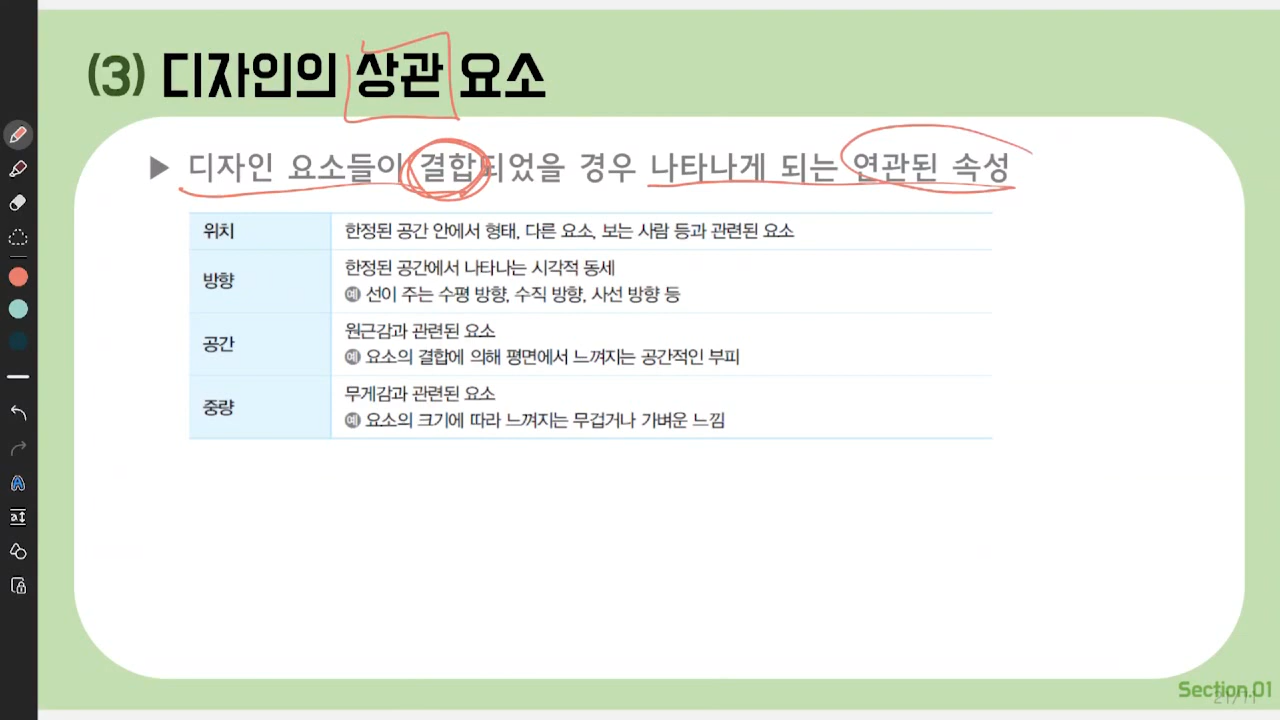 (3) 디자인의 상관 요소
▶ 디자인 요소들이 결합되었을 경우 나타나게 되는 연관된 속성
위치 한정된 공간 안에서 형태, 다른 요소, 보는 사람 등과 관련된 요소
방향 한정된 공간에서 나타나는 시각적 동세
예 선이 주는 수평 방향, 수직 방향, 사선 방향 등
공간 원근감과 관련된 요소
예 요소의 결합에 의해 평면에서 느껴지는 공간적인 부피
중량 무게감과 관련된 요소
예 요소의 크기에 따라 느껴지는 무겁거나 가벼운 느낌
Section.01